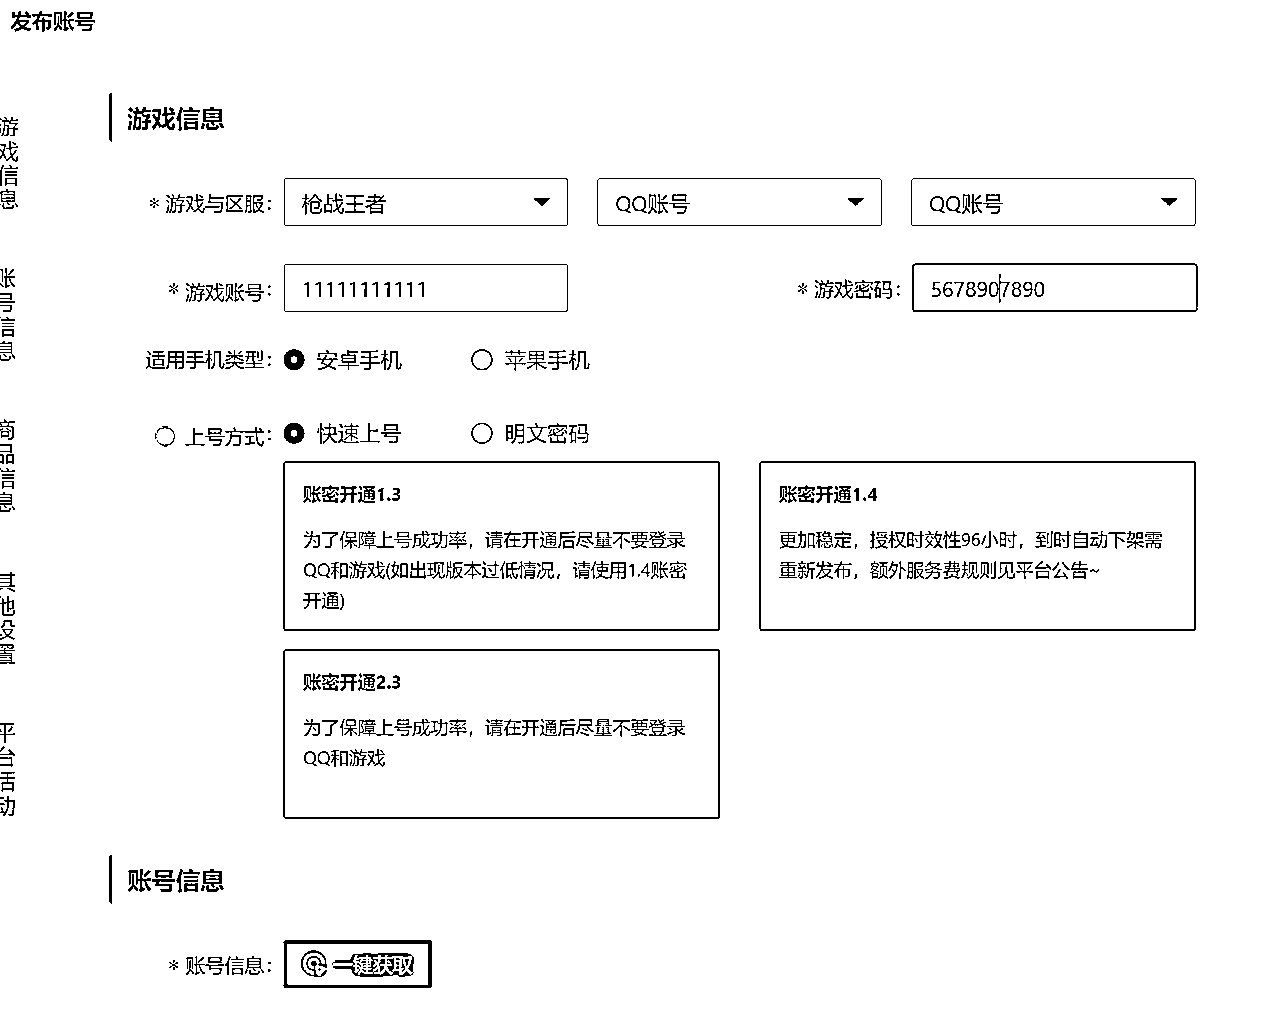 发布账号
游戏信息
账号信息
商品信息
其他设置
平台活动
游戏信息
* 游戏与区服: 枪战王者 QQ账号 QQ账号
* 游戏账号: 11111111111 * 游戏密码: 5678907890
适用手机类型: 安卓手机 苹果手机
上号方式: 快速上号 明文密码
账密开通1.3
为了保障上号成功率，请在开通后尽量不要登录
QQ和游戏(如出现版本过低情况，请使用1.4账密
开通)
账密开通1.4
更加稳定，授权时效性96小时，到时自动下架需
重新发布，额外服务费规则见平台公告~
账密开通2.3
为了保障上号成功率，请在开通后尽量不要登录
QQ和游戏
账号信息
* 账号信息: 一键获取